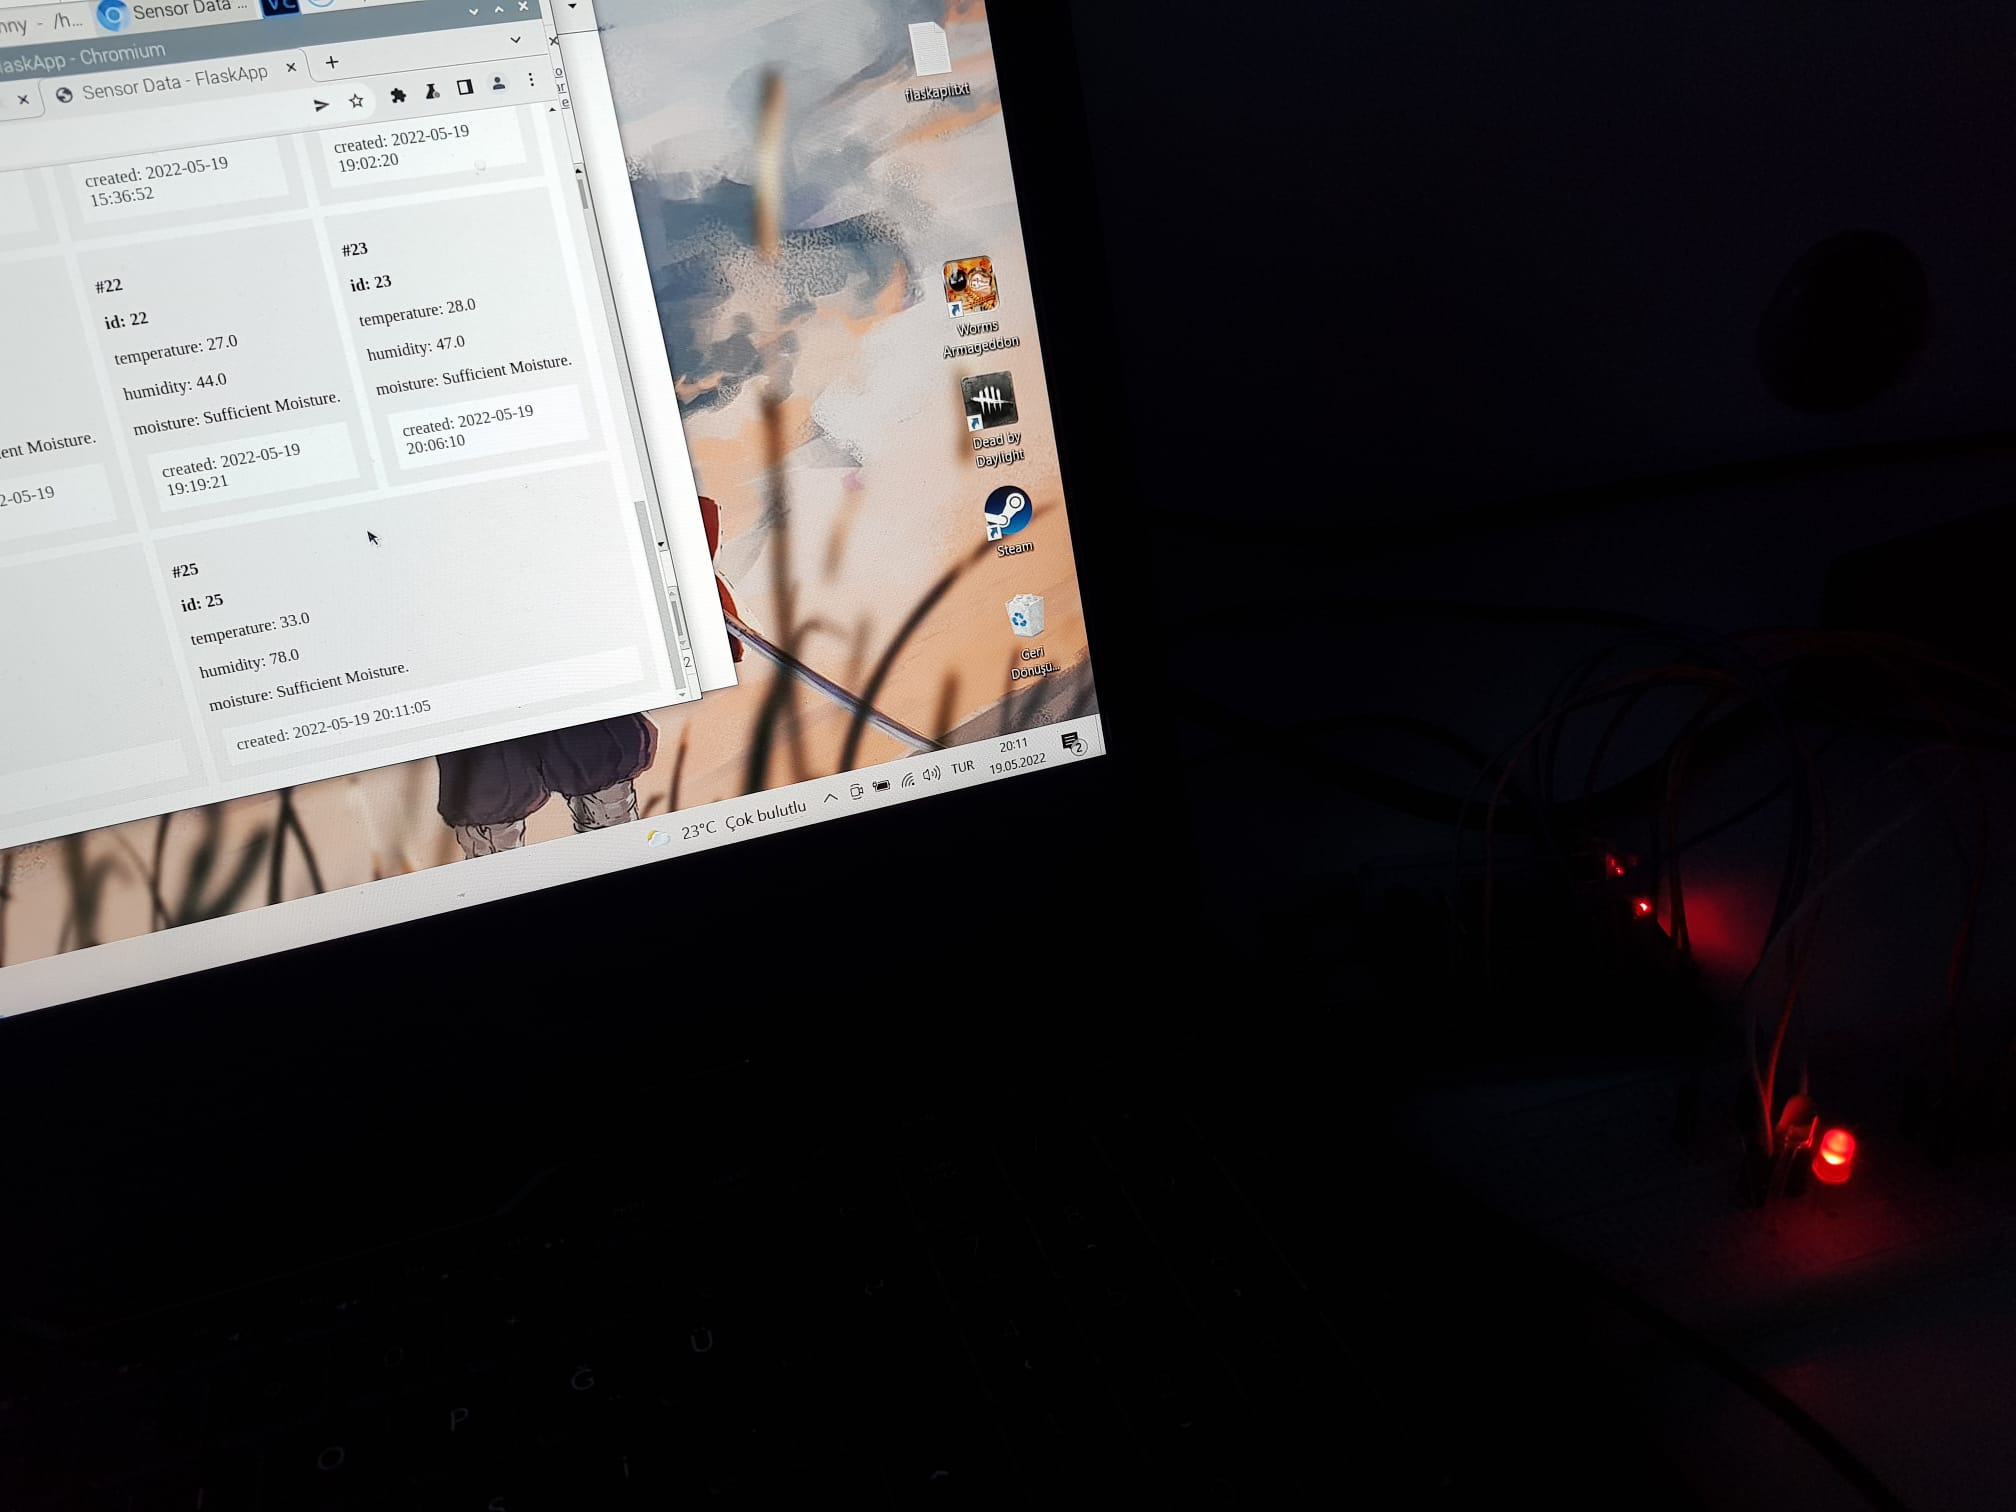 nny - /h...
Sensor Data ...
laskApp - Chromium
Sensor Data - FlaskApp
created: 2022-05-19
15:36:52
created: 2022-05-19
19:02:20
#22
id: 22
temperature: 27.0
humidity: 44.0
moisture: Sufficient Moisture.
created: 2022-05-19
19:19:21
#23
id: 23
temperature: 28.0
humidity: 47.0
moisture: Sufficient Moisture.
created: 2022-05-19
20:06:10
ent Moisture.
2-05-19
#25
id: 25
temperature: 33.0
humidity: 78.0
moisture: Sufficient Moisture.
created: 2022-05-19 20:11:05
2
flaskapi.txt
Worms
Armageddon
Dead by
Daylight
Steam
Geri
Dönüşü...
23°C Çok bulutlu
TUR
20:11
19.05.2022
2
Ü
Ğ
P
O
İ
Ş